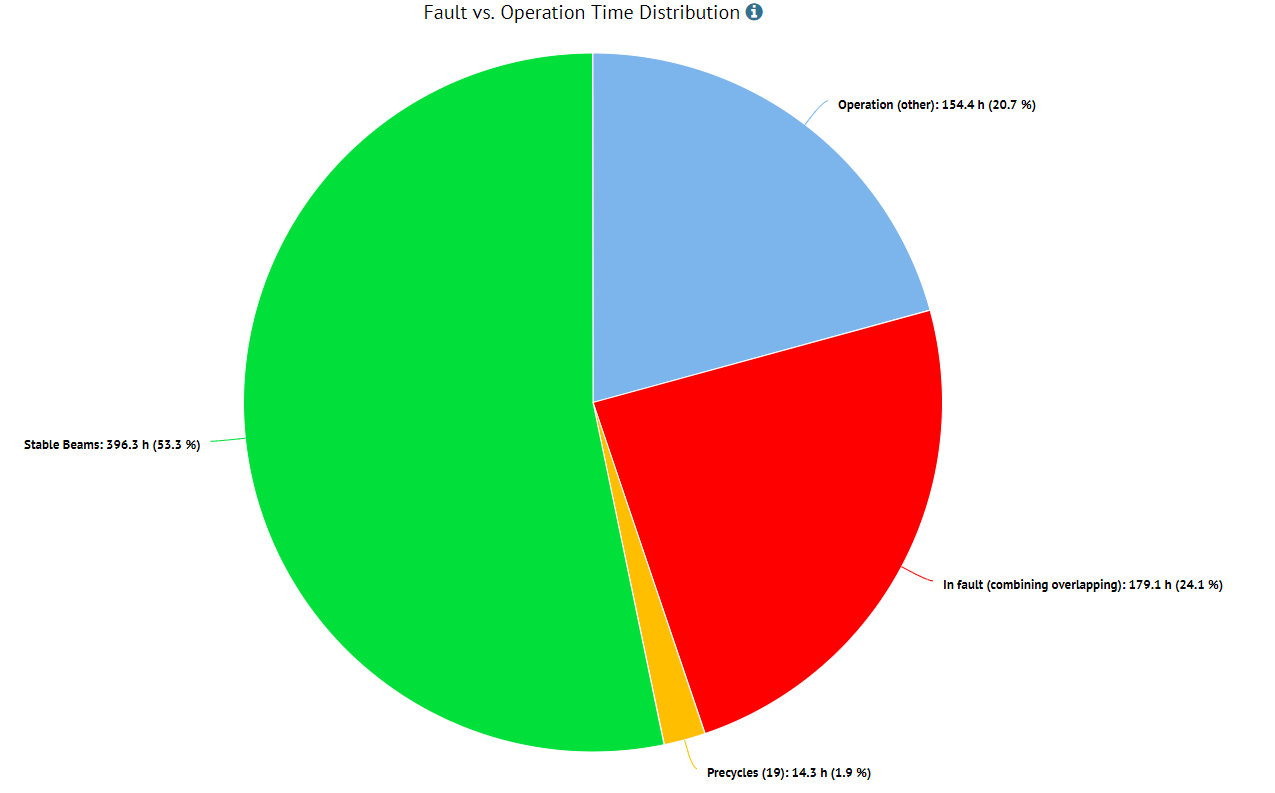 Fault vs. Operation Time Distribution
Operation (other): 154.4 h (20.7 %)
Stable Beams: 396.3 h (53.3 %)
In fault (combining overlapping): 179.1 h (24.1 %)
Precycles (19): 14.3 h (1.9 %)